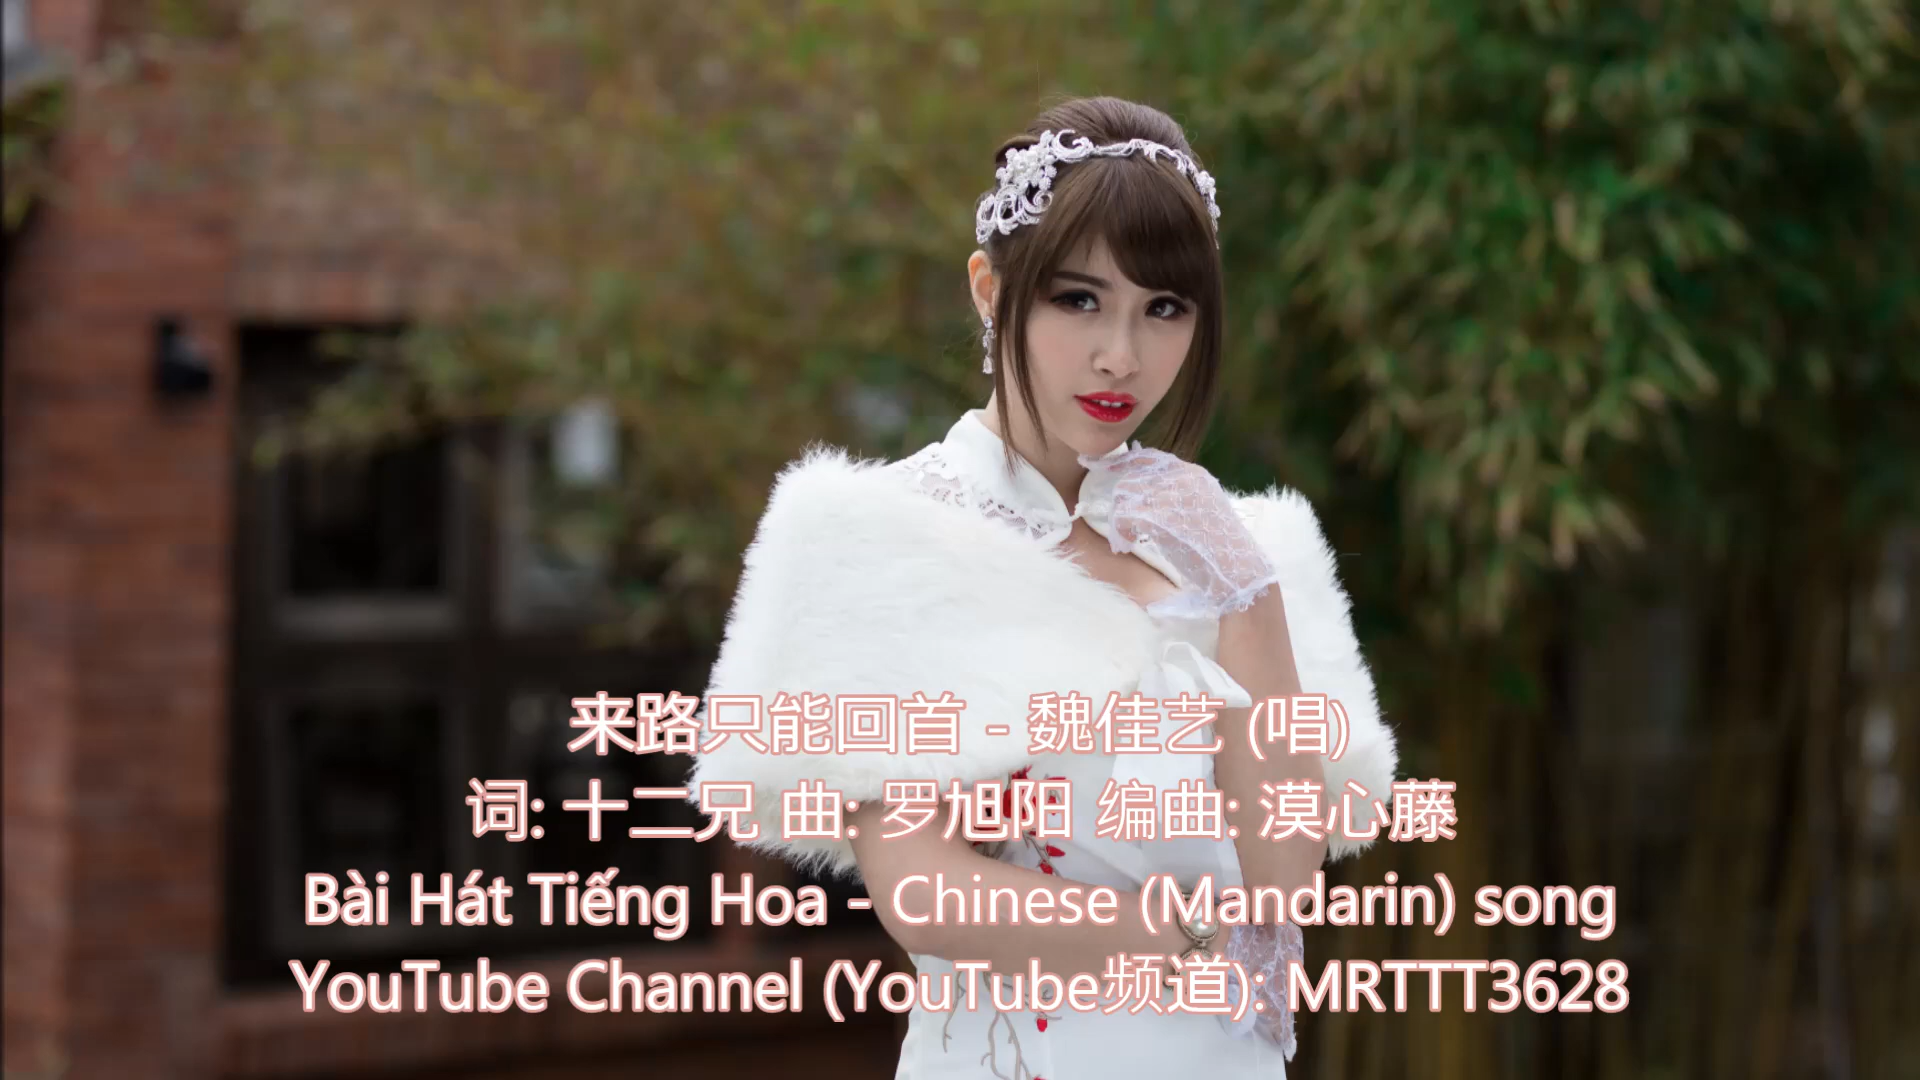 来路只能回首 - 魏佳艺 (唱)
词: 十二兄 曲: 罗旭阳 编曲: 漠心藤
Bài Hát Tiếng Hoa - Chinese (Mandarin) song
YouTube Channel (YouTube频道): MRTTT3628